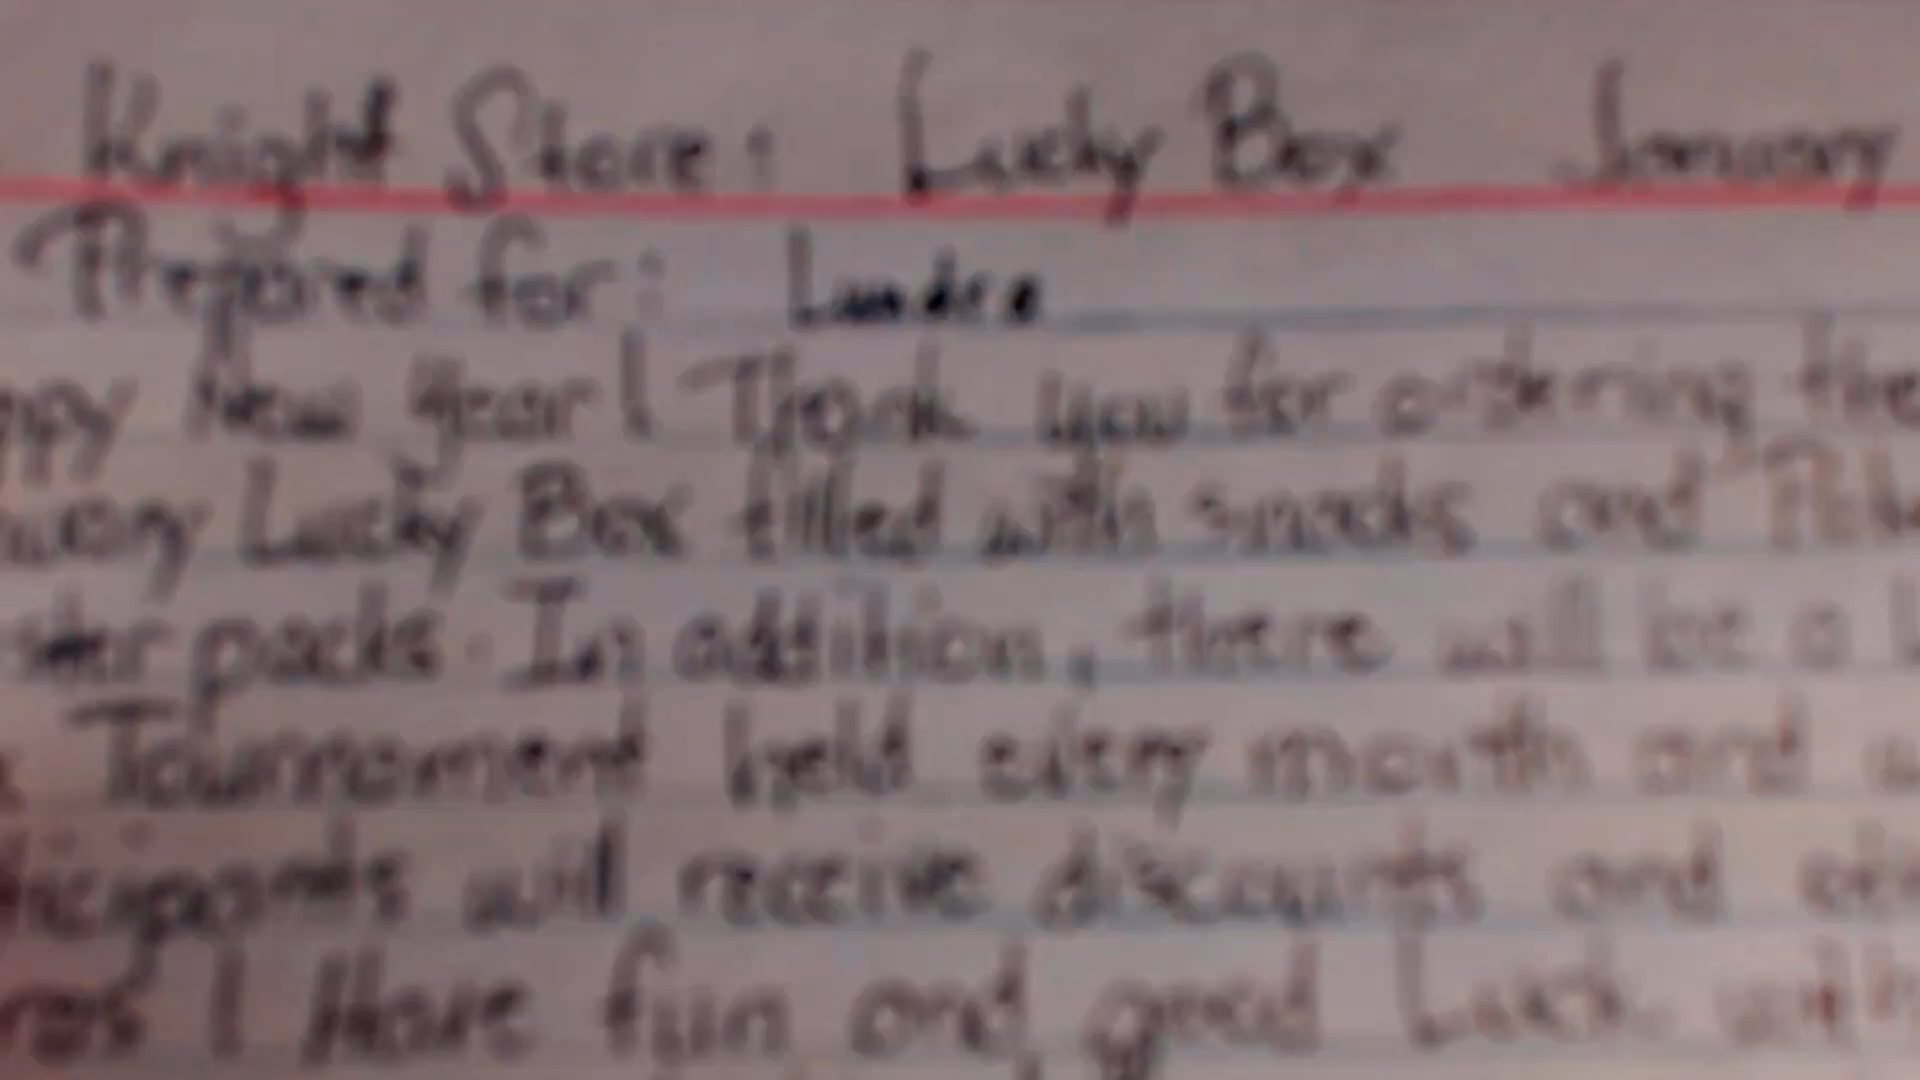 Knight Store: Lucky Box January
Prepared for:
New Year! Thank you for ordering the
Lucky Box filled with snacks and
packs. In addition, there will be a
Tournament held every month and
will receive discounts and
! Have fun and good Luck with